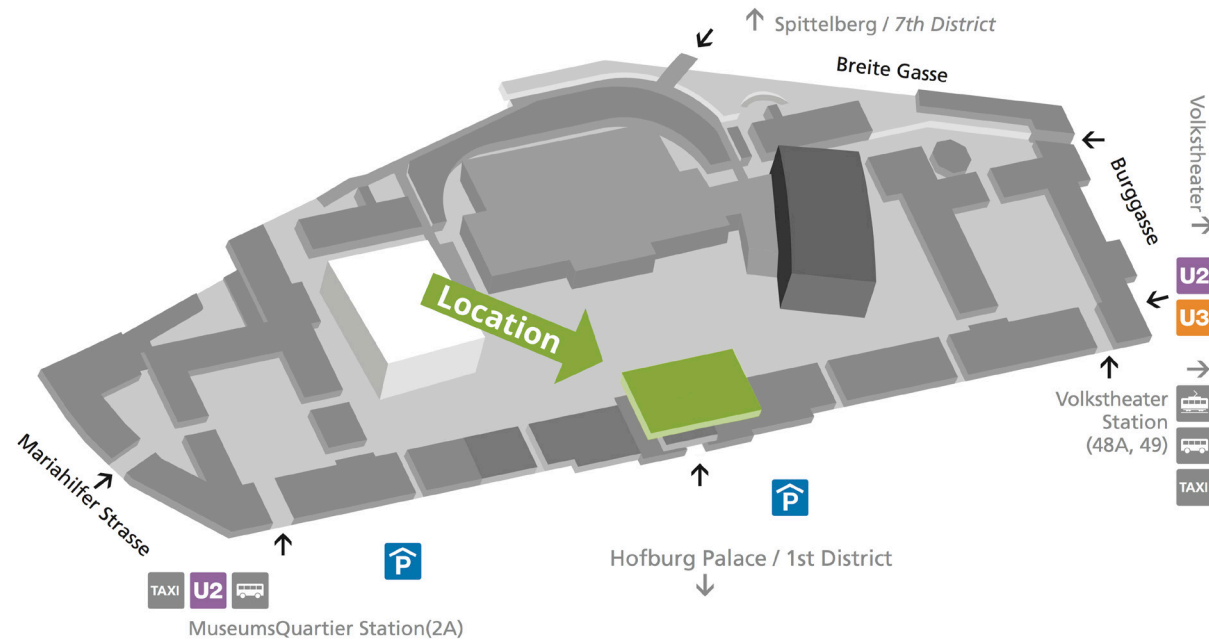 Spittelberg / 7th District
Breite Gasse
Volkstheater
Burggasse
U2
U3
Location
Volkstheater
Station
(48A, 49)
TAXI
Mariahilfer Strasse
P
P
Hofburg Palace / 1st District
TAXI
U2
MuseumsQuartier Station(2A)